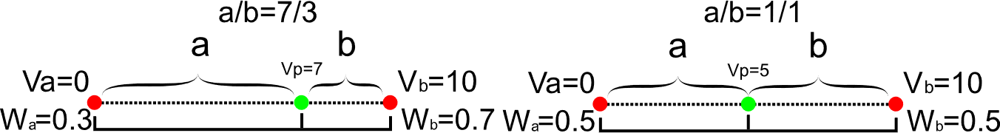 a/b=7/3
a b
Va=0 Vp=7 Vb=10
Wa=0.3 Wb=0.7
a/b=1/1
a b
Va=0 Vp=5 Vb=10
Wa=0.5 Wb=0.5